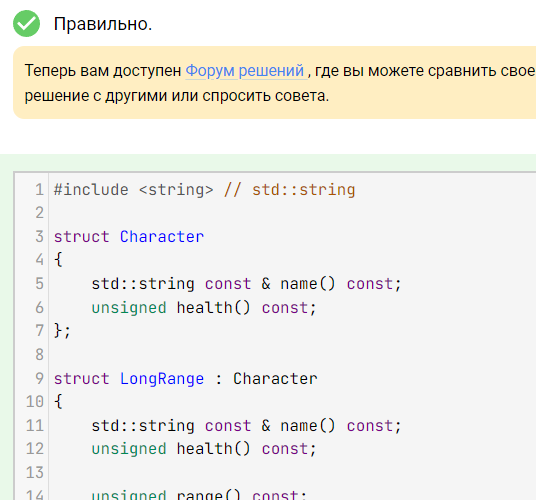 Правильно.
Теперь вам доступен Форум решений , где вы можете сравнить свое
решение с другими или спросить совета.
1 #include <string> // std::string
2
3 struct Character
4 {
5     std::string const & name() const;
6     unsigned health() const;
7 };
8
9 struct LongRange : Character
10 {
11     std::string const & name() const;
12     unsigned health() const;
13
14     unsigned range() const;